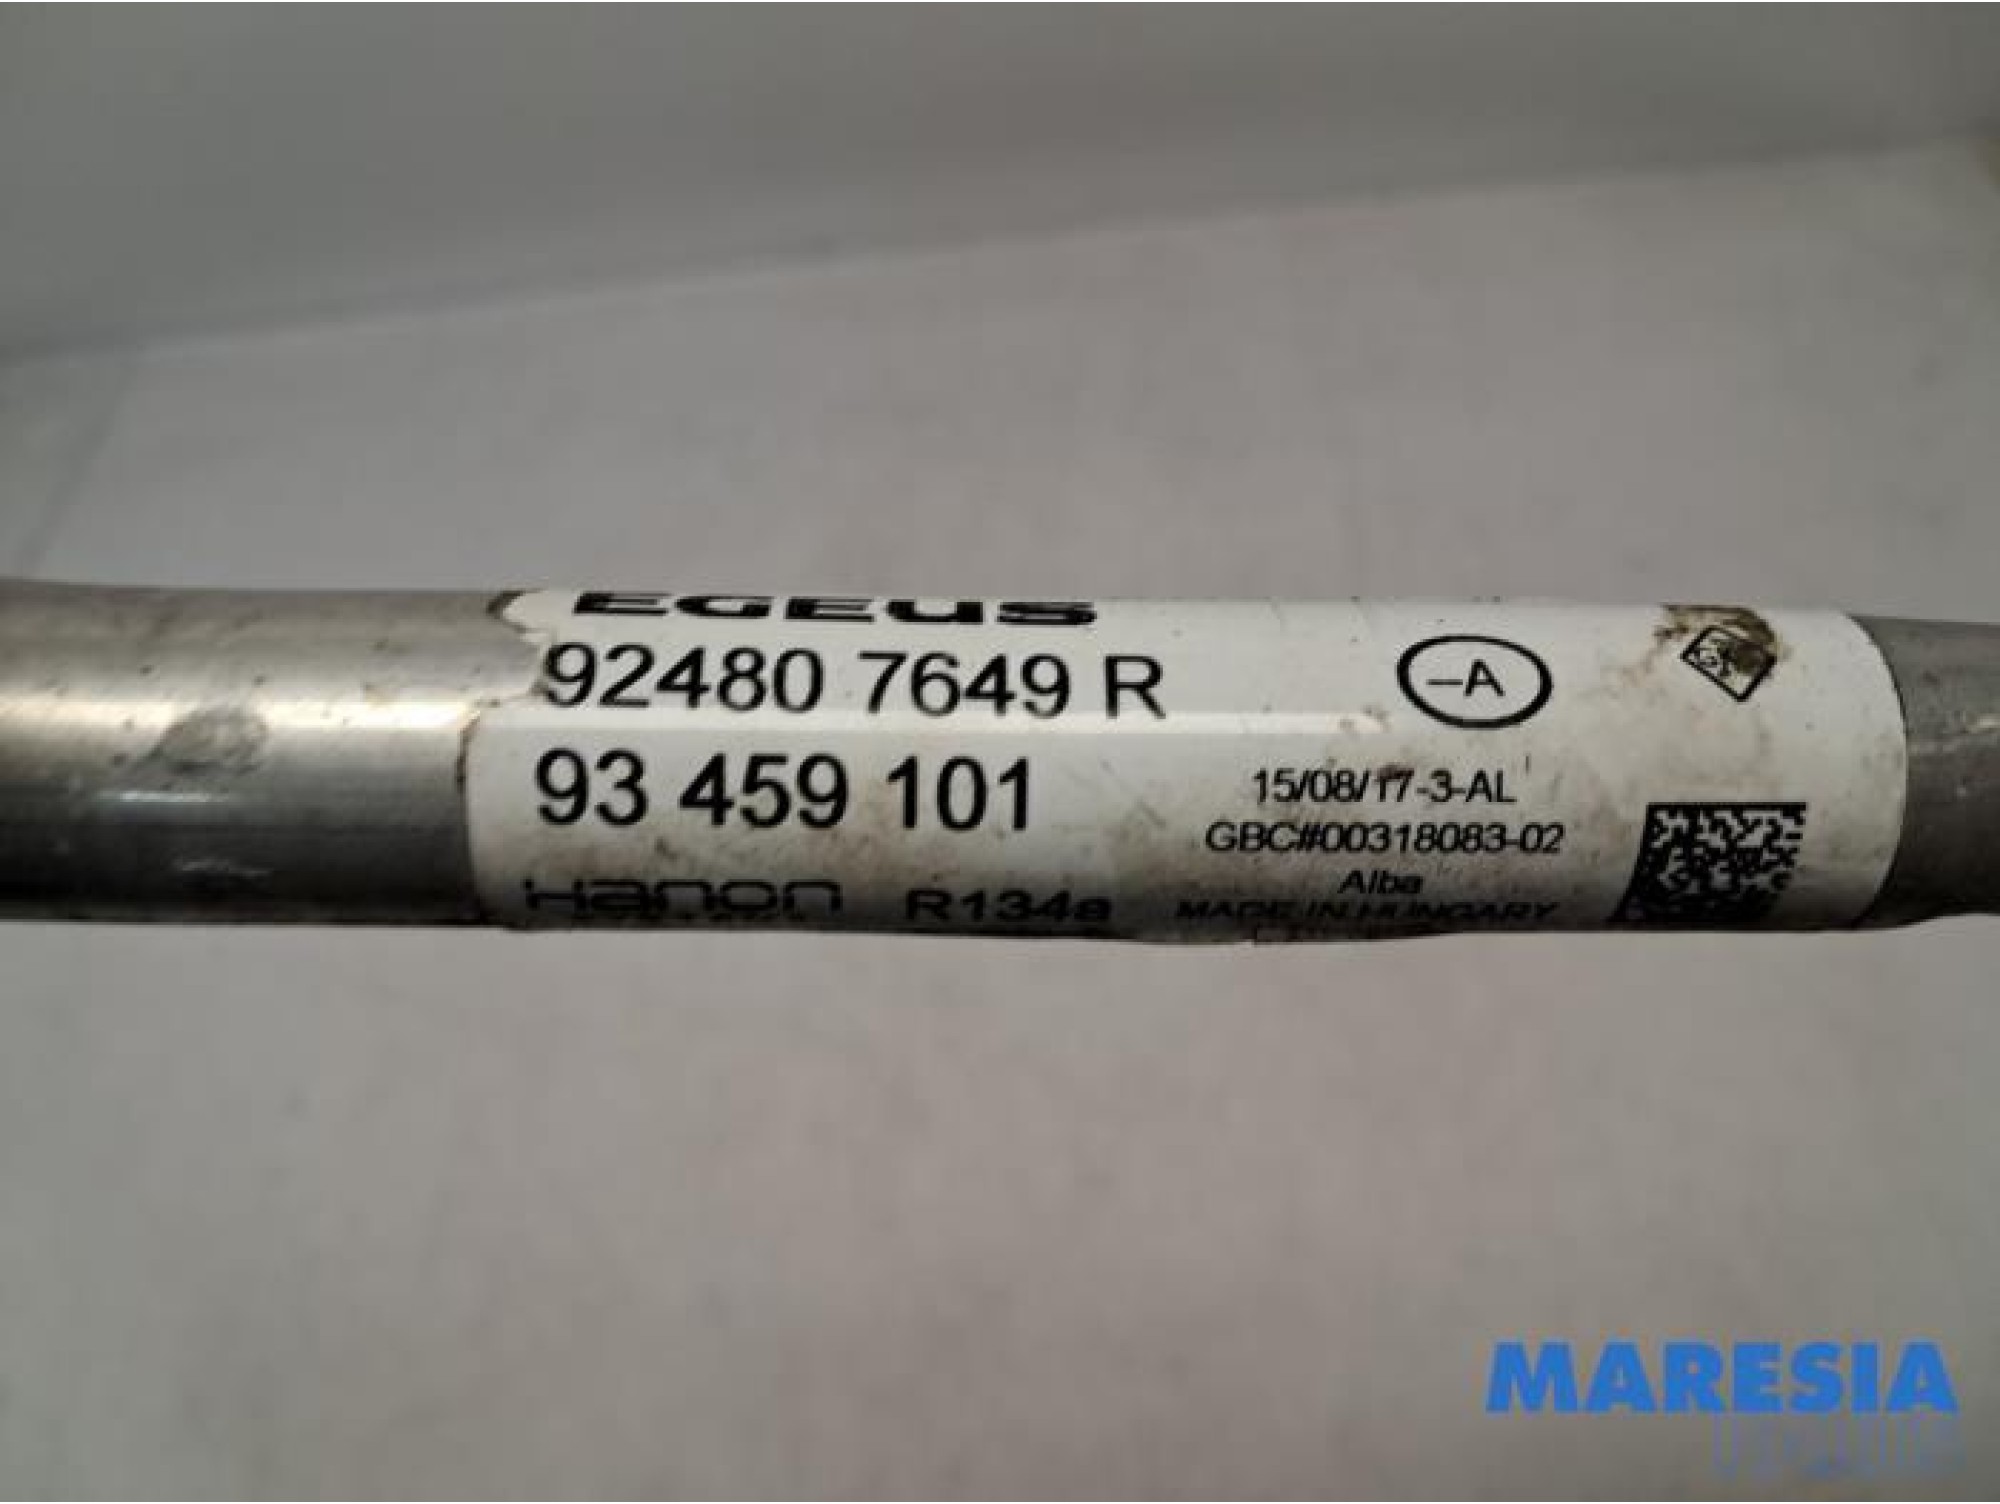 EGEUS
92480 7649 R
-A
93 459 101
15/08/17-3-AL
GBC#00318083-02
Alba
Hanon R134a
MADE IN HUNGARY
MARESIA